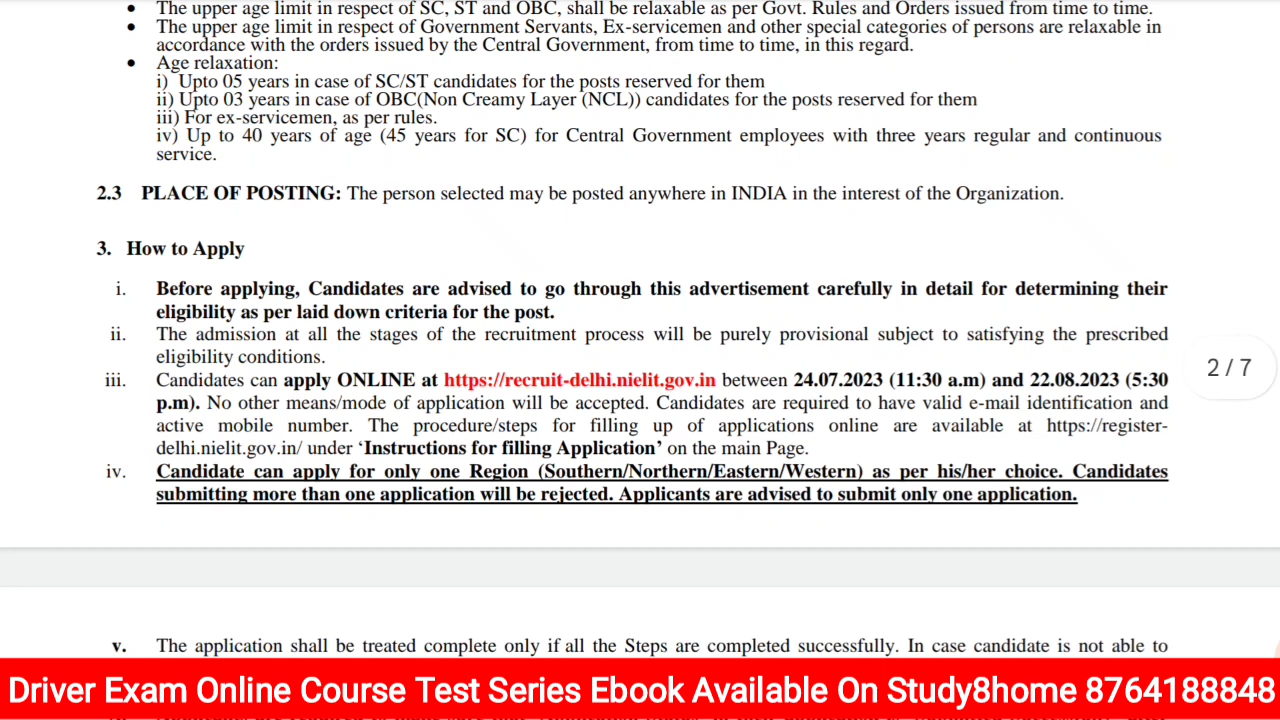 • The upper age limit in respect of SC, ST and OBC, shall be relaxable as per Govt. Rules and Orders issued from time to time.
• The upper age limit in respect of Government Servants, Ex-servicemen and other special categories of persons are relaxable in
accordance with the orders issued by the Central Government, from time to time, in this regard.
• Age relaxation:
i) Upto 05 years in case of SC/ST candidates for the posts reserved for them
ii) Upto 03 years in case of OBC(Non Creamy Layer (NCL)) candidates for the posts reserved for them
iii) For ex-servicemen, as per rules.
iv) Up to 40 years of age (45 years for SC) for Central Government employees with three years regular and continuous
service.
2.3 PLACE OF POSTING: The person selected may be posted anywhere in INDIA in the interest of the Organization.
3. How to Apply
i. Before applying, Candidates are advised to go through this advertisement carefully in detail for determining their
eligibility as per laid down criteria for the post.
ii. The admission at all the stages of the recruitment process will be purely provisional subject to satisfying the prescribed
eligibility conditions.
iii. Candidates can apply ONLINE at https://recruit-delhi.nielit.gov.in between 24.07.2023 (11:30 a.m) and 22.08.2023 (5:30
p.m). No other means/mode of application will be accepted. Candidates are required to have valid e-mail identification and
active mobile number. The procedure/steps for filling up of applications online are available at https://register-
delhi.nielit.gov.in/ under ‘Instructions for filling Application’ on the main Page.
iv. Candidate can apply for only one Region (Southern/Northern/Eastern/Western) as per his/her choice. Candidates
submitting more than one application will be rejected. Applicants are advised to submit only one application.
2 / 7
v. The application shall be treated complete only if all the Steps are completed successfully. In case candidate is not able to
Driver Exam Online Course Test Series Ebook Available On Study8home 8764188848